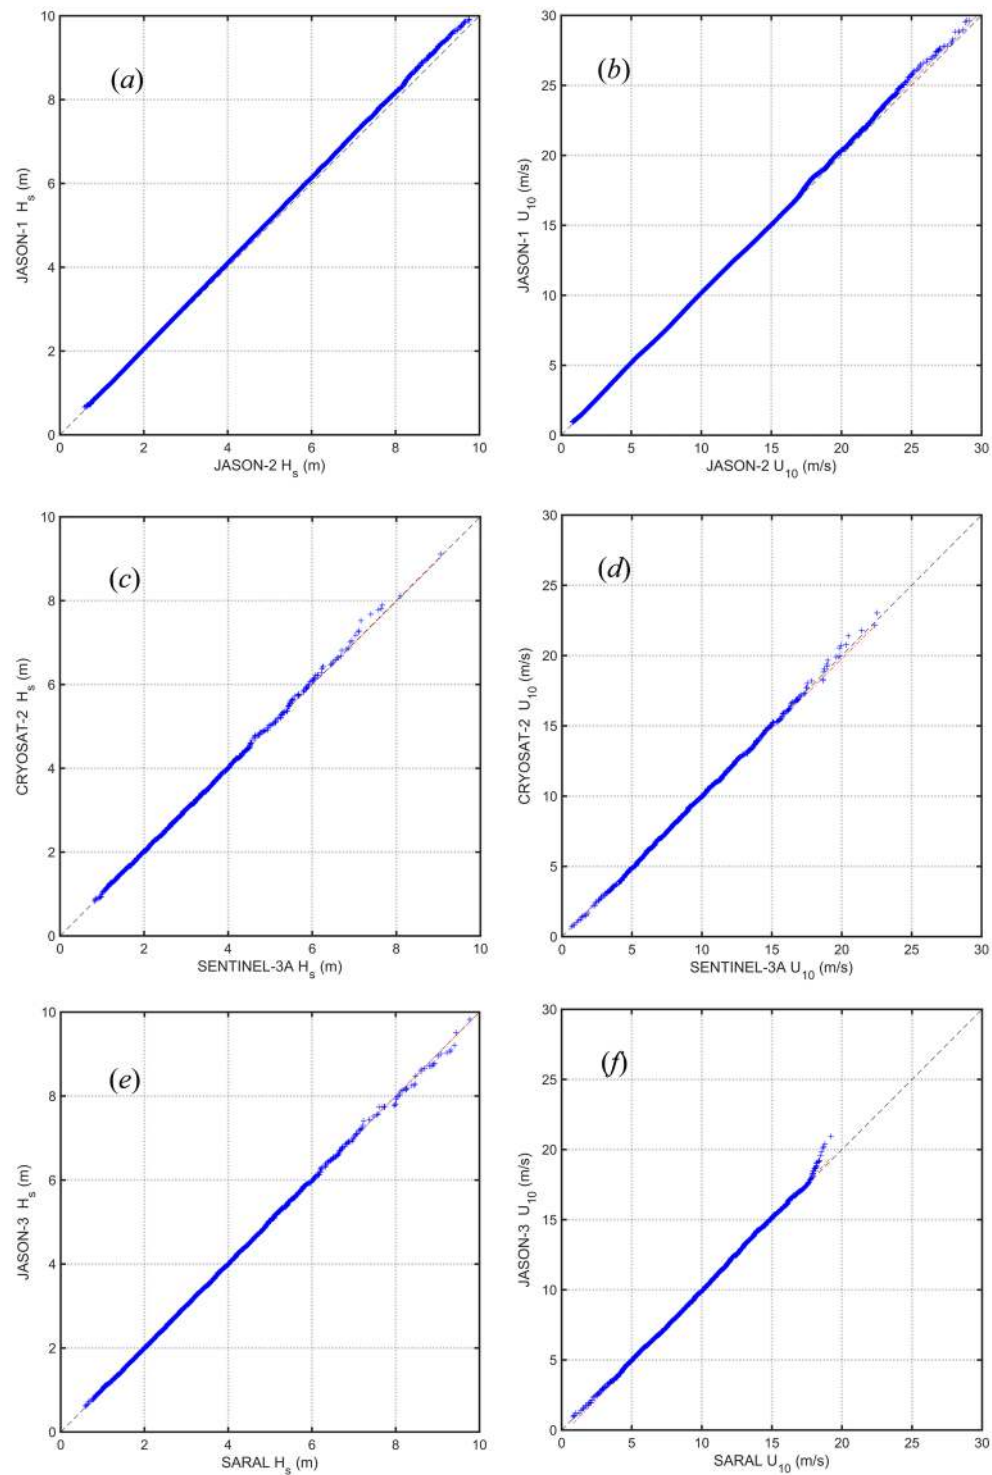 (a)
10
8
6
4
2
0
JASON-1 H_s (m)
0 2 4 6 8 10
JASON-2 H_s (m)
(b)
30
25
20
15
10
5
0
JASON-1 U_10 (m/s)
0 5 10 15 20 25 30
JASON-2 U_10 (m/s)
(c)
10
8
6
4
2
0
CRYOSAT-2 H_s (m)
0 2 4 6 8 10
SENTINEL-3A H_s (m)
(d)
30
25
20
15
10
5
0
CRYOSAT-2 U_10 (m/s)
0 5 10 15 20 25 30
SENTINEL-3A U_10 (m/s)
(e)
10
8
6
4
2
0
JASON-3 H_s (m)
0 2 4 6 8 10
SARAL H_s (m)
(f)
30
25
20
15
10
5
0
JASON-3 U_10 (m/s)
0 5 10 15 20 25 30
SARAL U_10 (m/s)